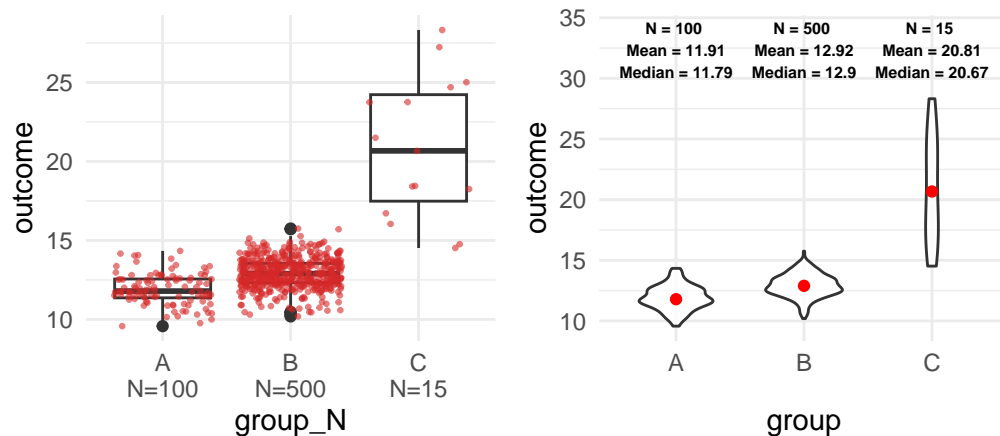 outcome
25
20
15
10
A
B
C
N=100
N=500
N=15
group_N
outcome
35
30
25
20
15
10
N = 100
Mean = 11.91
Median = 11.79
N = 500
Mean = 12.92
Median = 12.9
N = 15
Mean = 20.81
Median = 20.67
A
B
C
group